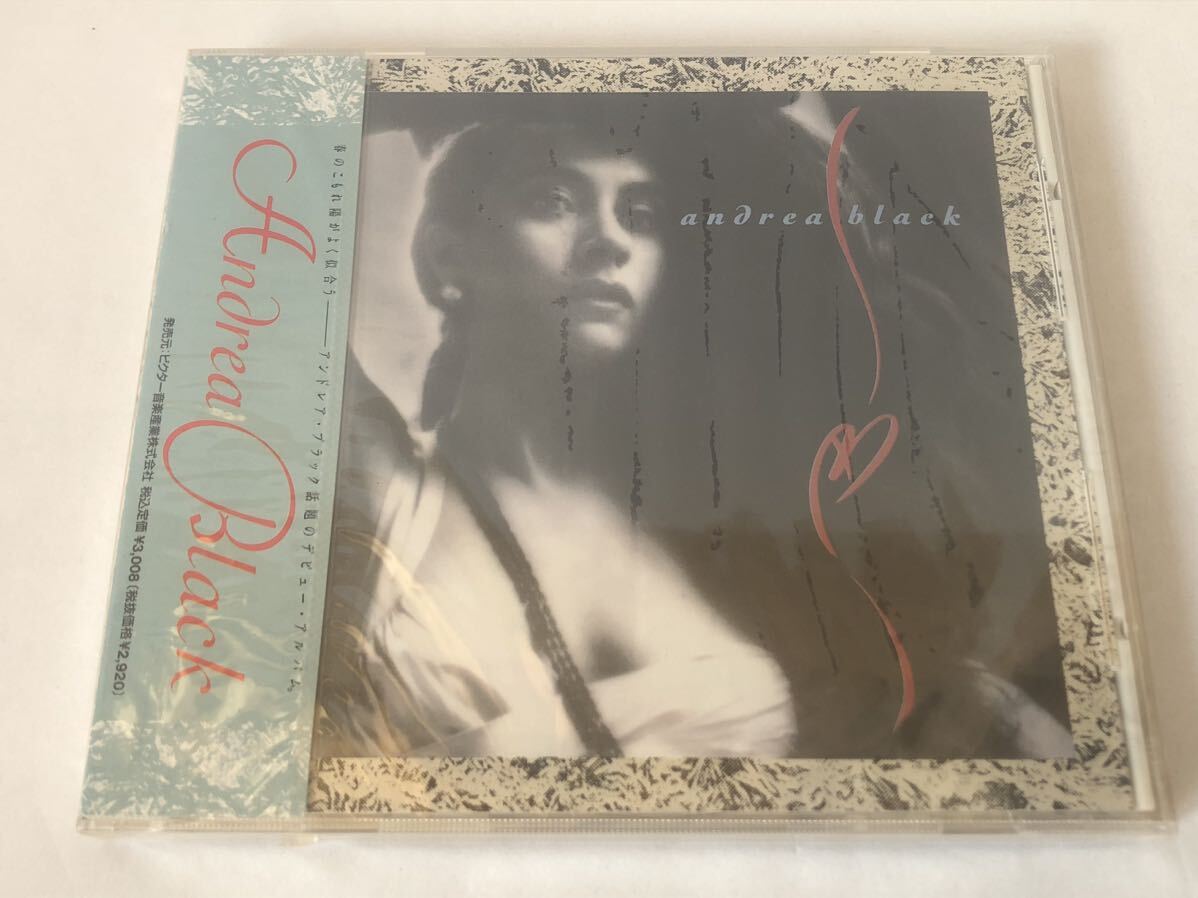 春のこもれ陽がよく似合う――アンドレア・ブラック話題のデビュー・アルバム。
Andrea Black
発売元:ビクター音楽産業株式会社 税込定価¥3,008(税抜価格¥2,920)
andrea black